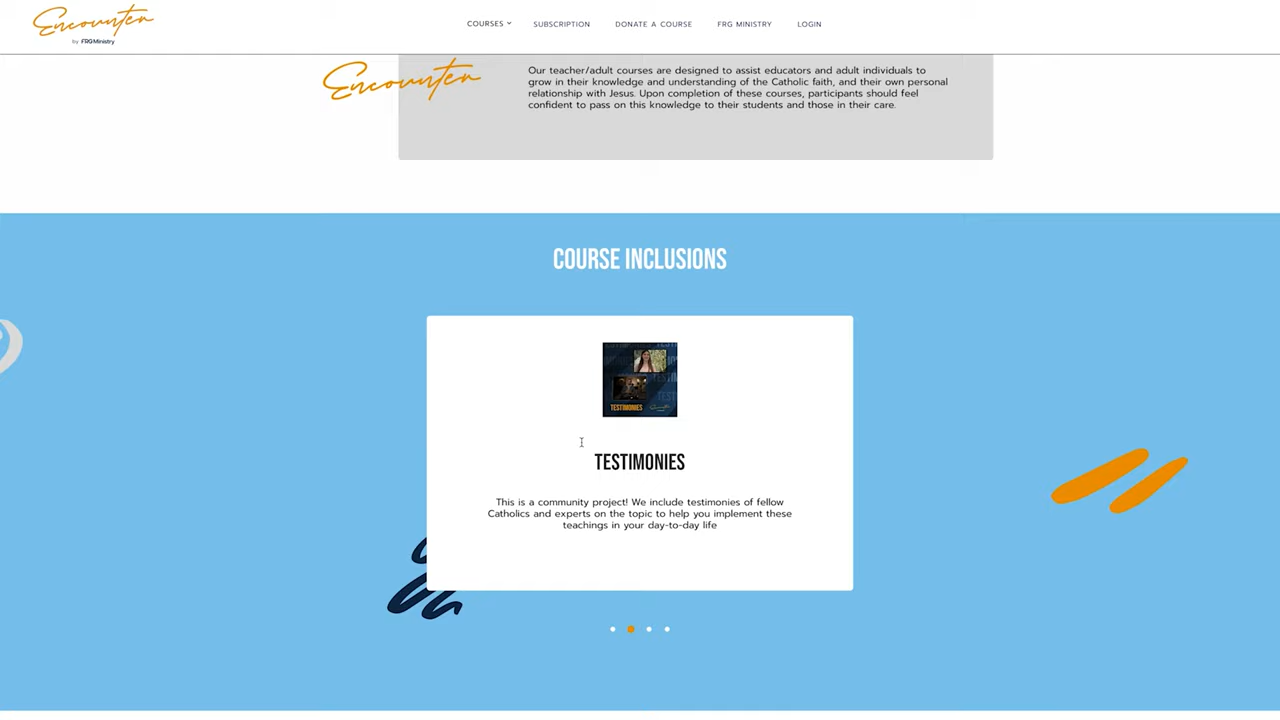 Encounter
by FRGMinistry
COURSES
SUBSCRIPTION
DONATE A COURSE
FRG MINISTRY
LOGIN
Encounter
Our teacher/adult courses are designed to assist educators and adult individuals to
grow in their knowledge and understanding of the Catholic faith, and their own personal
relationship with Jesus. Upon completion of these courses, participants should feel
confident to pass on this knowledge to their students and those in their care.
COURSE INCLUSIONS
TESTIMONIES
TESTIMONIES
This is a community project! We include testimonies of fellow
Catholics and experts on the topic to help you implement these
teachings in your day-to-day life